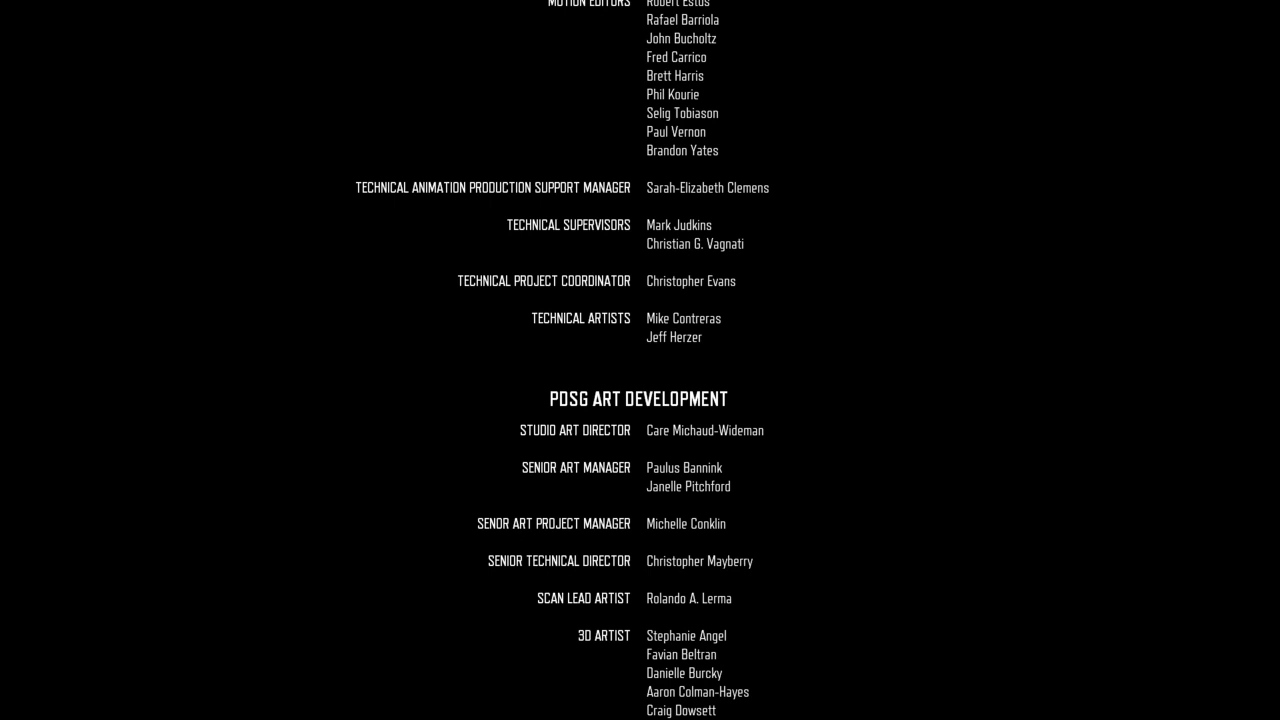 MOTION EDITORS Robert Estus
Rafael Barriola
John Bucholtz
Fred Carrico
Brett Harris
Phil Kourie
Selig Tobiason
Paul Vernon
Brandon Yates
TECHNICAL ANIMATION PRODUCTION SUPPORT MANAGER Sarah-Elizabeth Clemens
TECHNICAL SUPERVISORS Mark Judkins
Christian G. Vagnati
TECHNICAL PROJECT COORDINATOR Christopher Evans
TECHNICAL ARTISTS Mike Contreras
Jeff Herzer
PDSG ART DEVELOPMENT
STUDIO ART DIRECTOR Care Michaud-Wideman
SENIOR ART MANAGER Paulus Bannink
Janelle Pitchford
SENOR ART PROJECT MANAGER Michelle Conklin
SENIOR TECHNICAL DIRECTOR Christopher Mayberry
SCAN LEAD ARTIST Rolando A. Lerma
3D ARTIST Stephanie Angel
Favian Beltran
Danielle Burcky
Aaron Colman-Hayes
Craig Dowsett